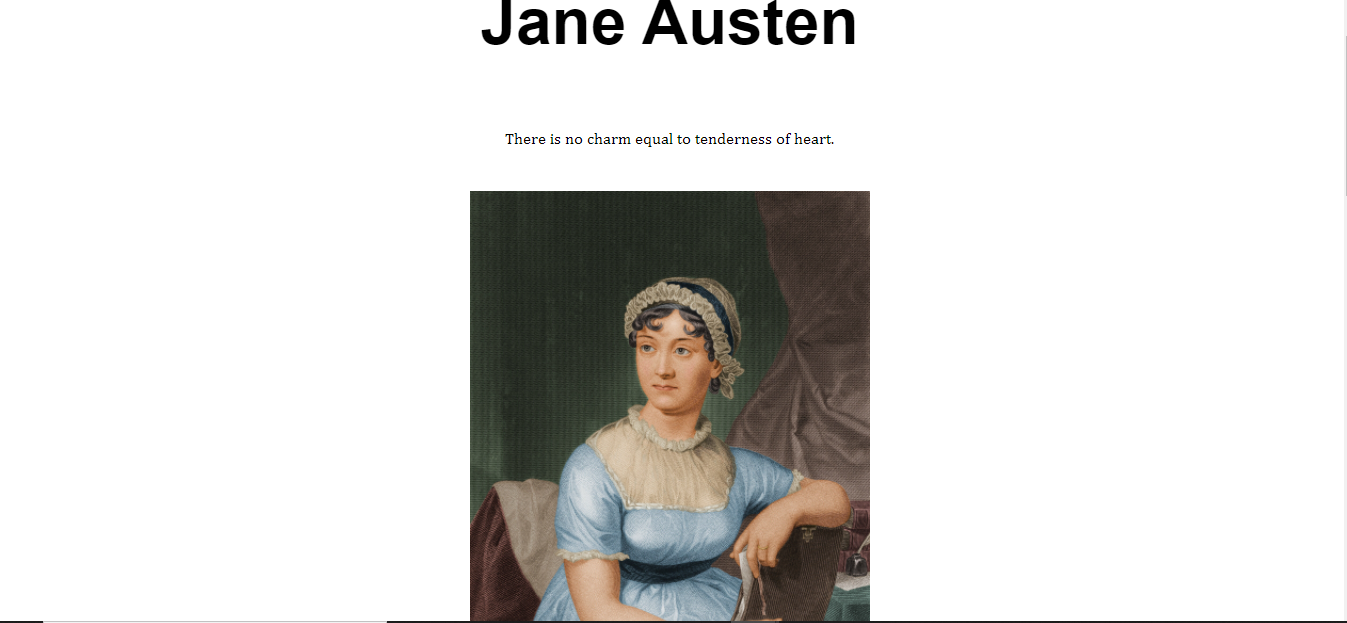 Jane Austen
There is no charm equal to tenderness of heart.